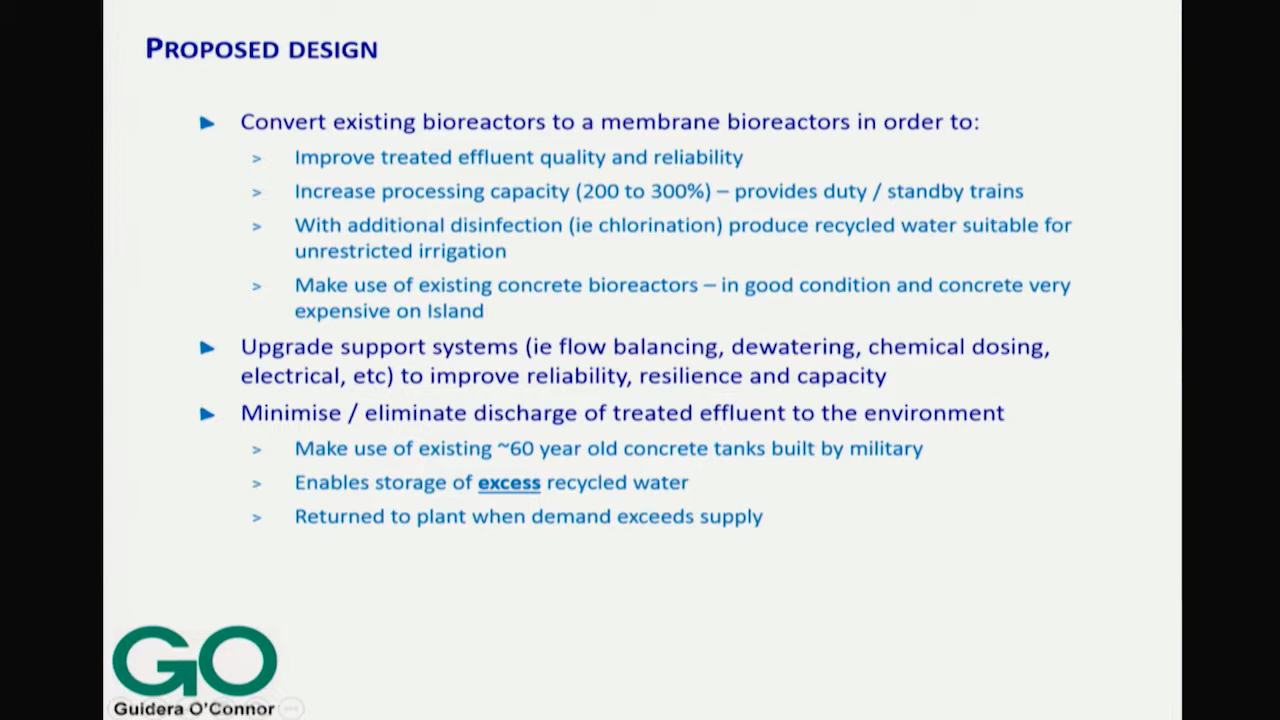 PROPOSED DESIGN
► Convert existing bioreactors to a membrane bioreactors in order to:
> Improve treated effluent quality and reliability
> Increase processing capacity (200 to 300%) – provides duty / standby trains
> With additional disinfection (ie chlorination) produce recycled water suitable for
unrestricted irrigation
> Make use of existing concrete bioreactors – in good condition and concrete very
expensive on Island
► Upgrade support systems (ie flow balancing, dewatering, chemical dosing,
electrical, etc) to improve reliability, resilience and capacity
► Minimise / eliminate discharge of treated effluent to the environment
> Make use of existing ~60 year old concrete tanks built by military
> Enables storage of excess recycled water
> Returned to plant when demand exceeds supply
GO
Guidera O'Connor